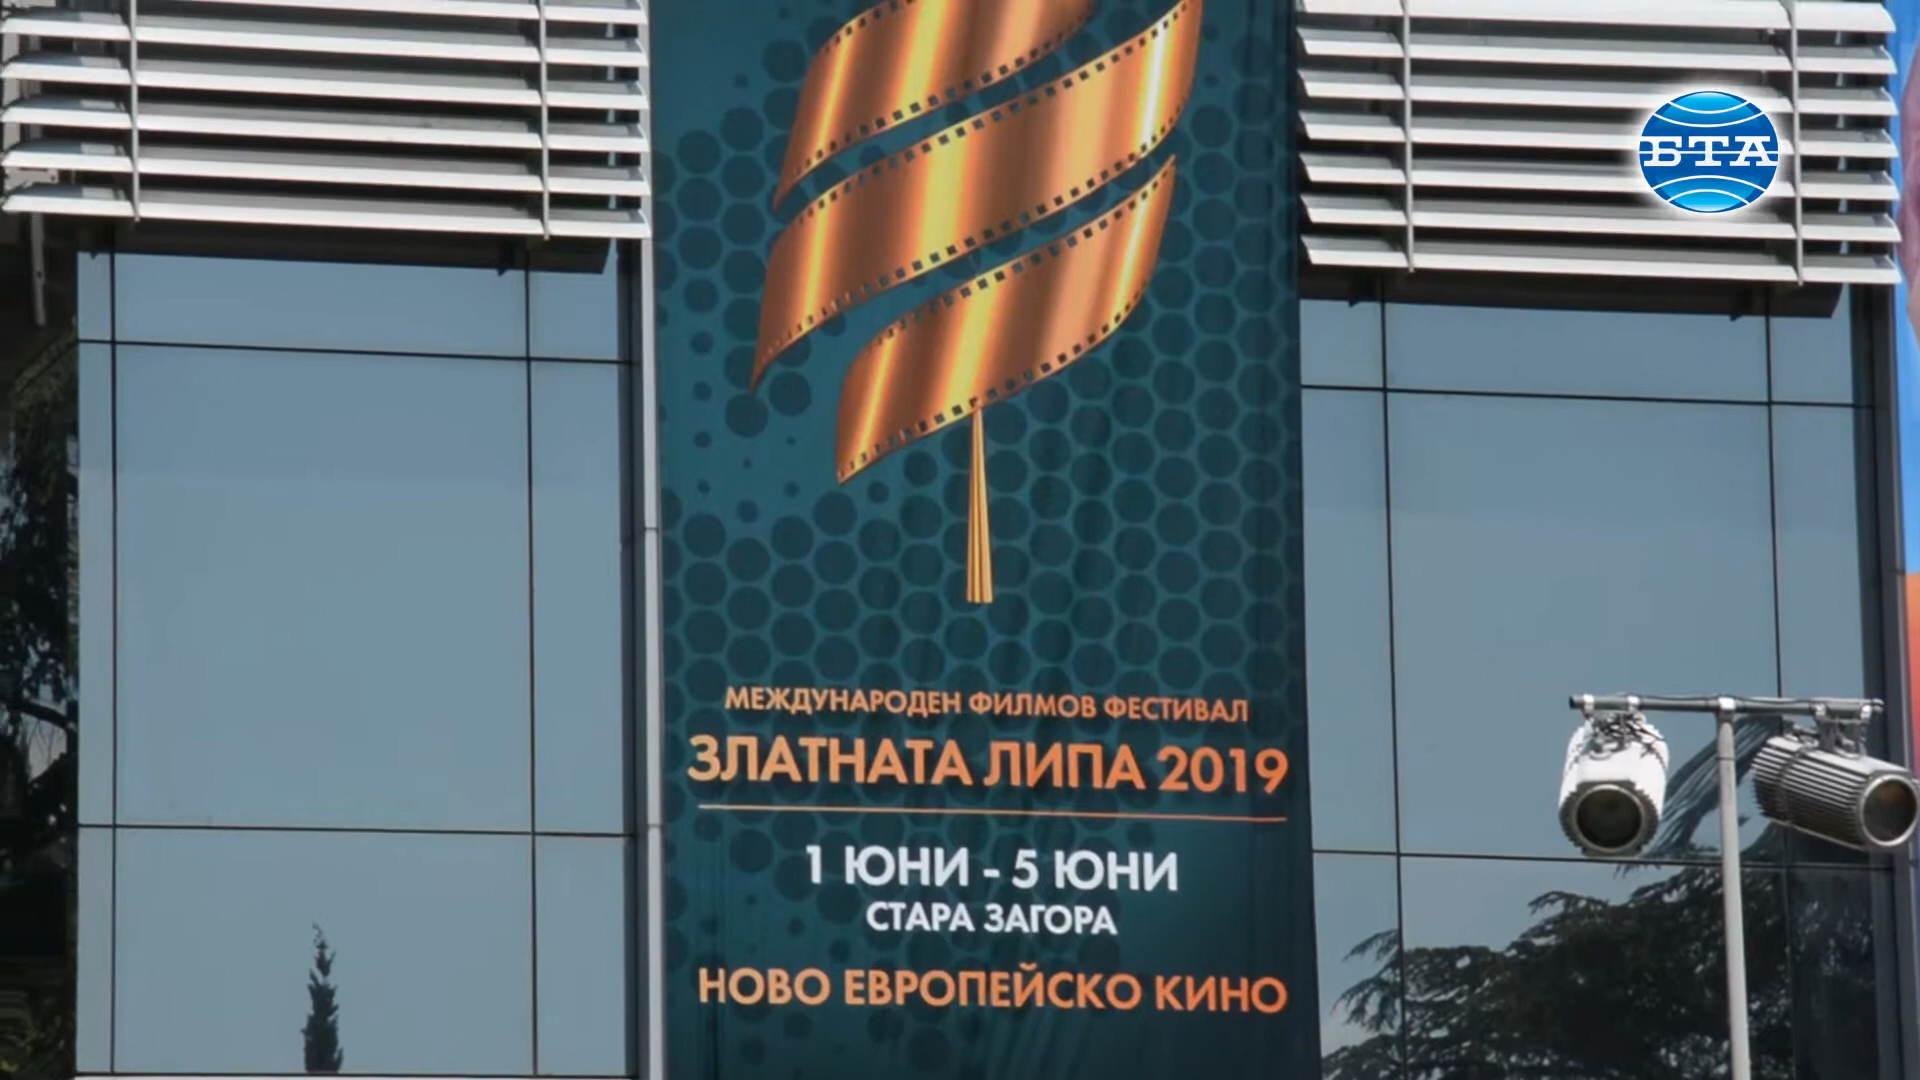 БТА
МЕЖДУНАРОДЕН ФИЛМОВ ФЕСТИВАЛ
ЗЛАТНАТА ЛИПА 2019
1 ЮНИ - 5 ЮНИ
СТАРА ЗАГОРА
НОВО ЕВРОПЕЙСКО КИНО